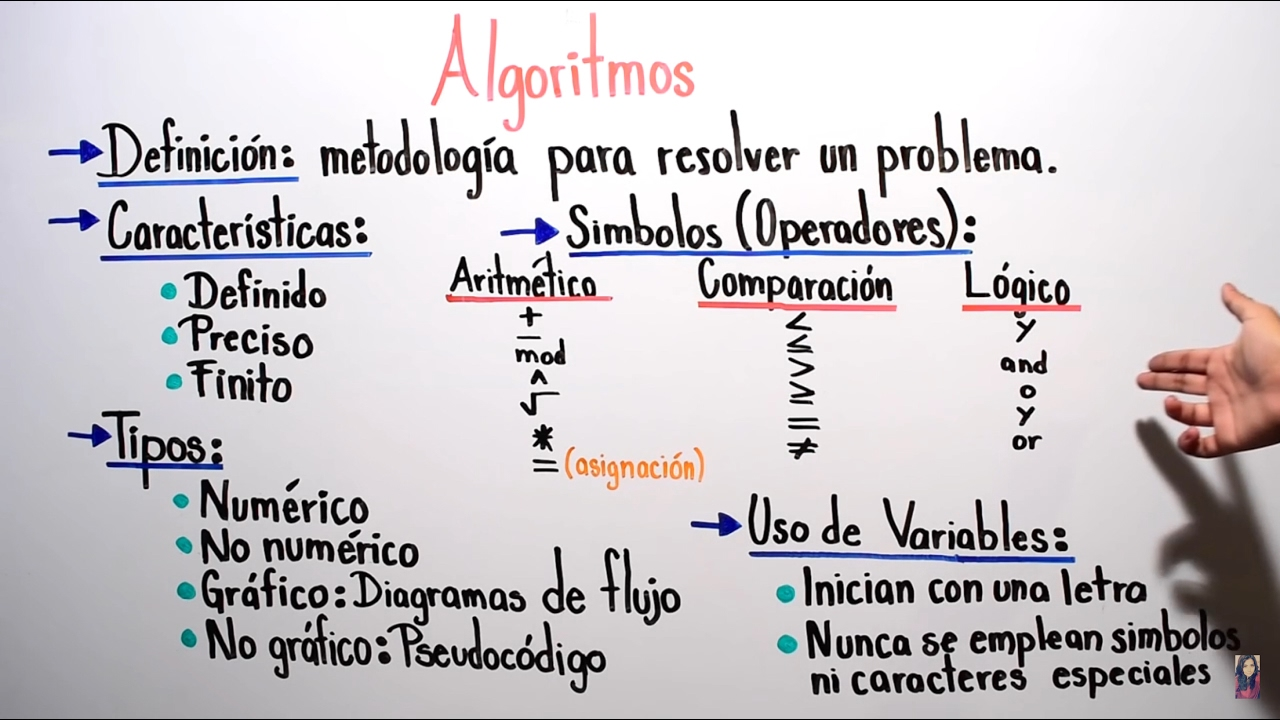 Algoritmos
Definición: metodología para resolver un problema.
Características:
• Definido
• Preciso
• Finito
Tipos:
• Numérico
• No numérico
• Gráfico: Diagramas de flujo
• No gráfico: Pseudocódigo
Simbolos (Operadores):
Aritmético
+
—
mod
^
√
*
= (asignación)
Comparación
<
≤
>
≥
=
≠
Lógico
y
and
o
y
or
Uso de Variables:
• Inician con una letra
• Nunca se emplean simbolos
ni caracteres especiales